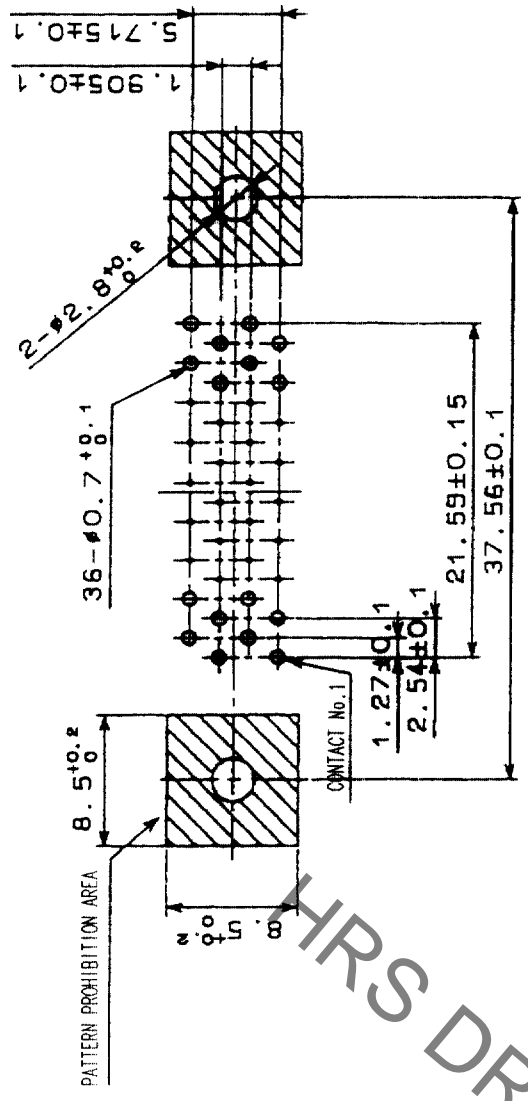 5.715±0.1
1.905±0.1
2-ø2.8 +0.2 0
36-ø0.7 +0.1 0
21.59±0.15
37.56±0.1
1.27±0.1
2.54±0.1
CONTACT No.1
8.5 +0.2 0
8.5 +0.2 0
PATTERN PROHIBITION AREA
HRS DR